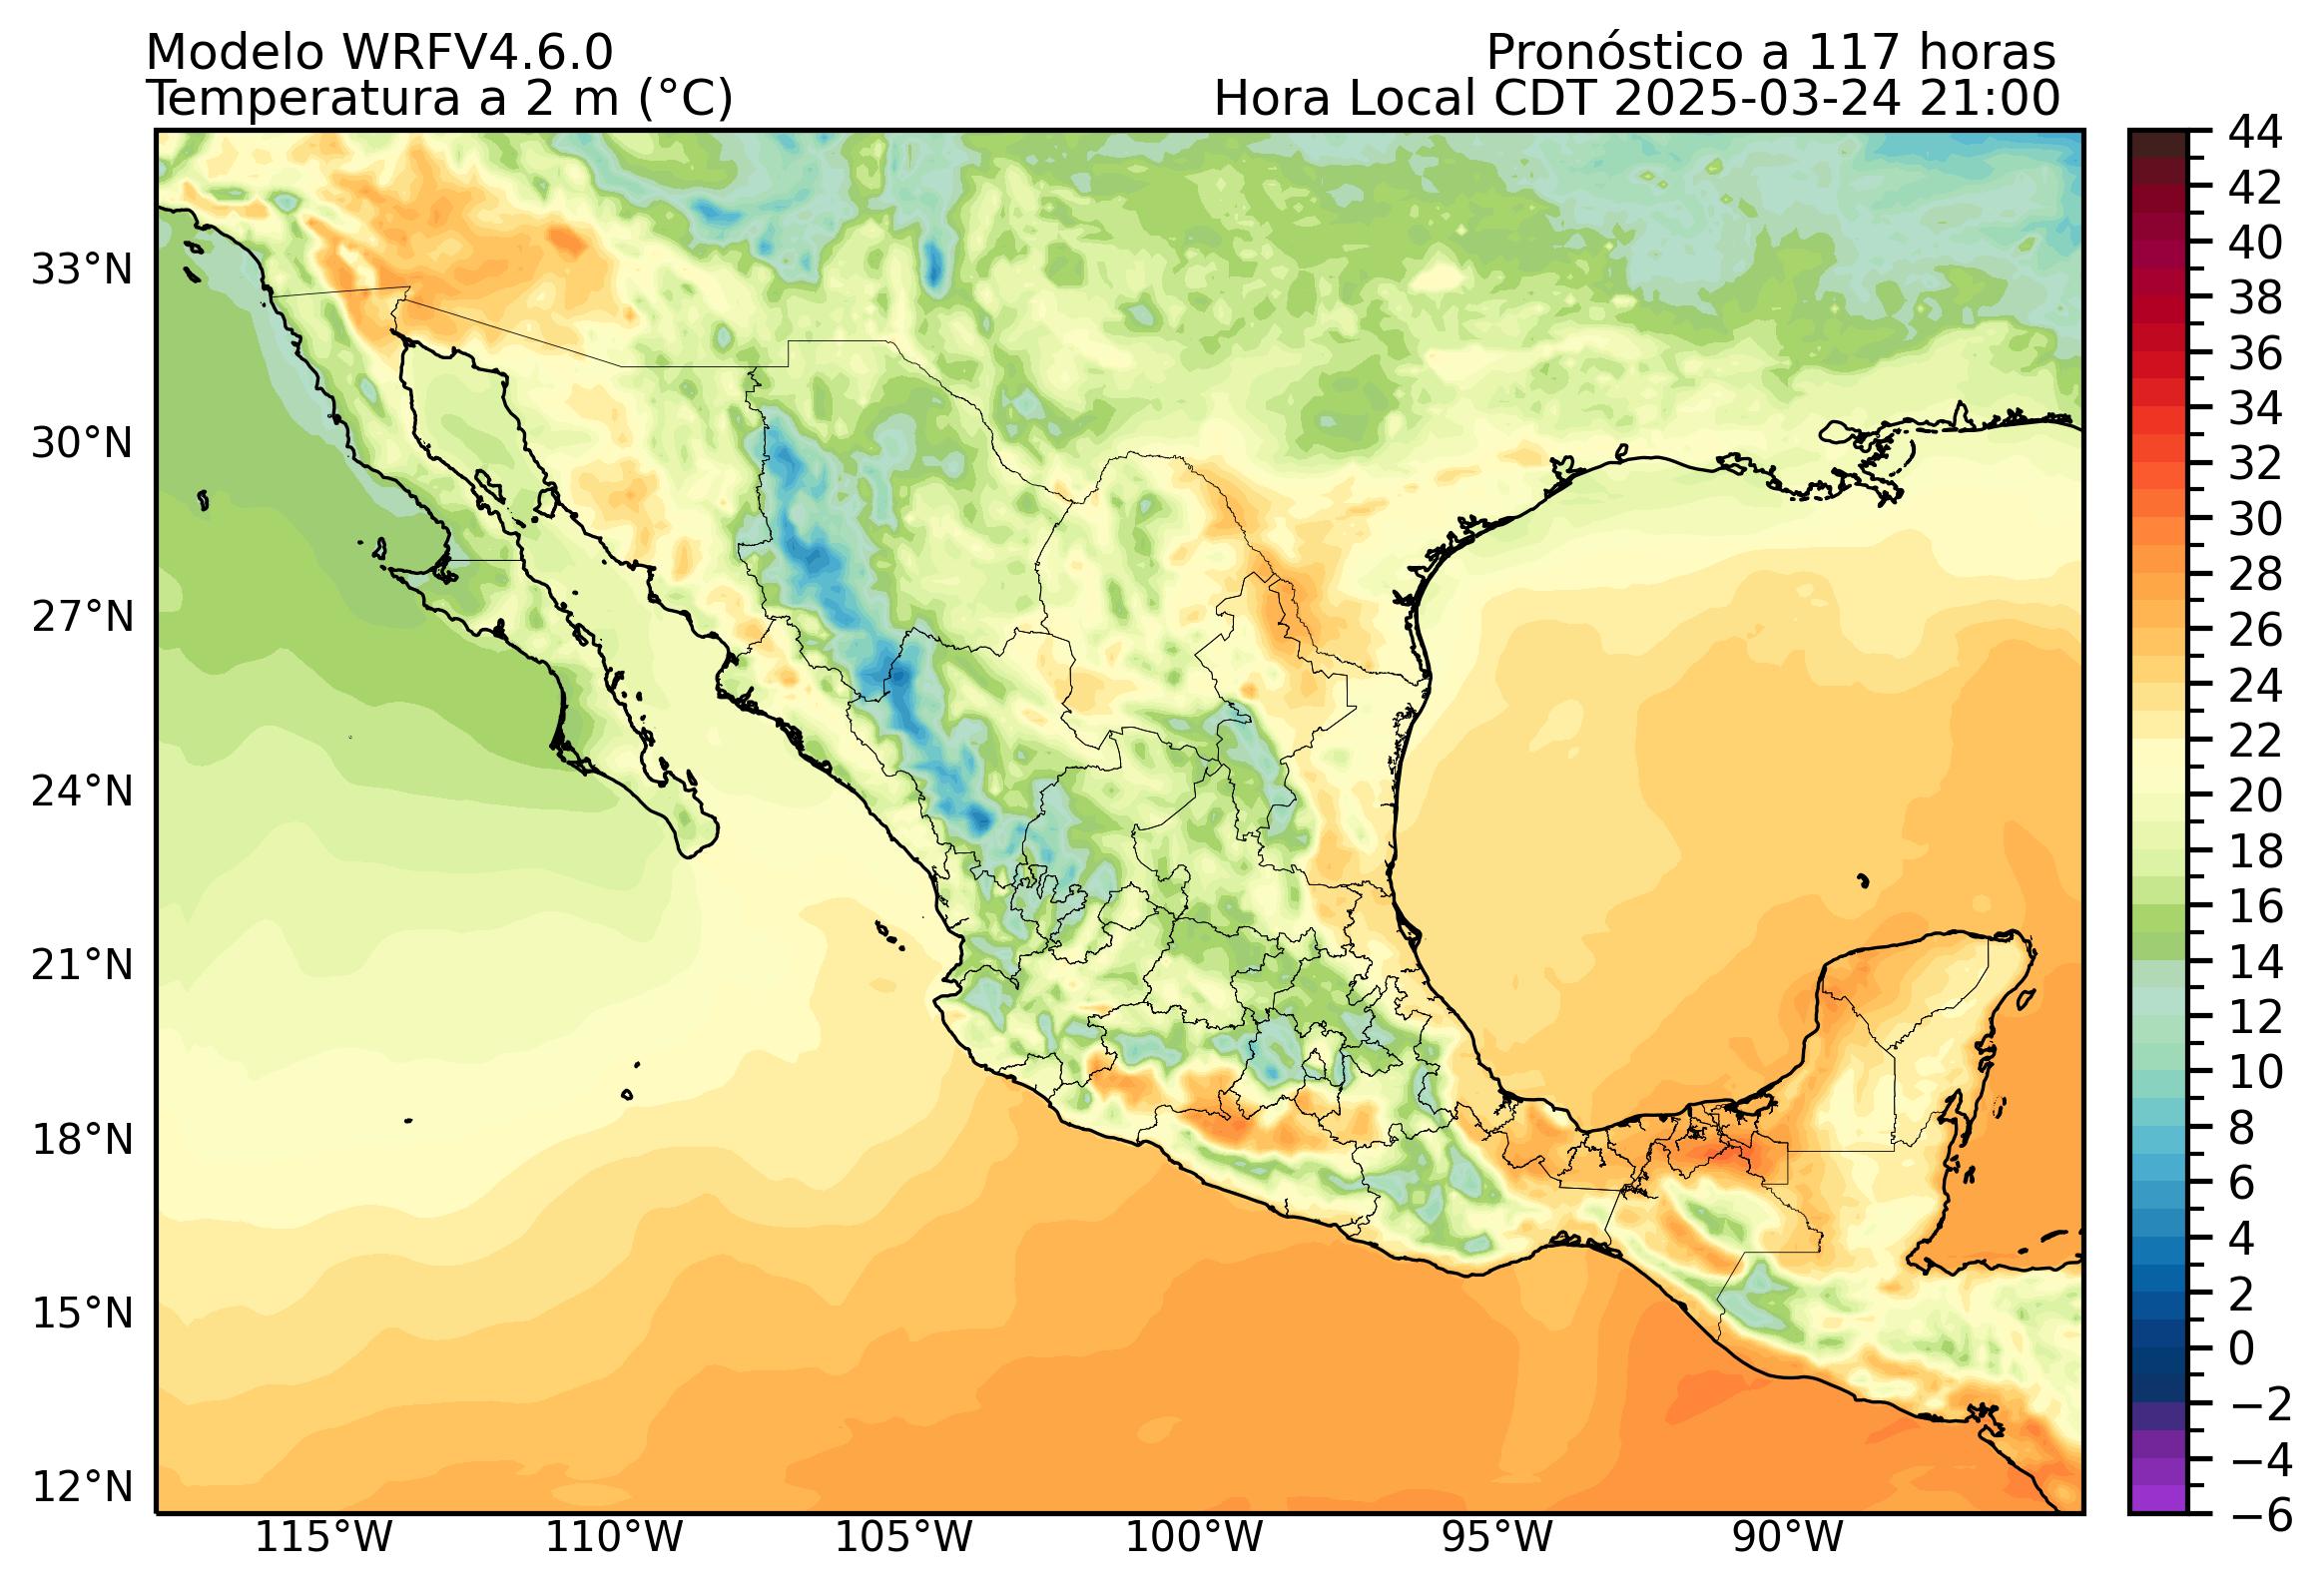 Modelo WRFV4.6.0
Pronóstico a 117 horas
Temperatura a 2 m (°C)
Hora Local CDT 2025-03-24 21:00
44
42
40
38
36
34
32
30
28
26
24
22
20
18
16
14
12
10
8
6
4
2
0
−2
−4
−6
33°N
30°N
27°N
24°N
21°N
18°N
15°N
12°N
115°W 110°W 105°W 100°W 95°W 90°W